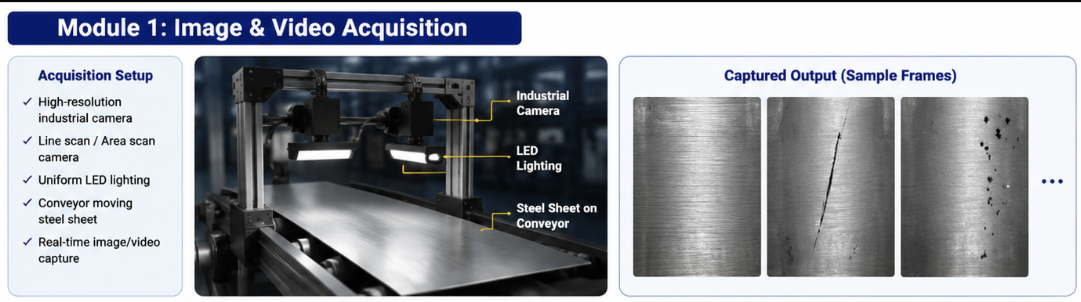 Module 1: Image & Video Acquisition
Acquisition Setup
✓ High-resolution
industrial camera
✓ Line scan / Area scan
camera
✓ Uniform LED lighting
✓ Conveyor moving
steel sheet
✓ Real-time image/video
capture
Industrial
Camera
LED
Lighting
Steel Sheet on
Conveyor
Captured Output (Sample Frames)
...